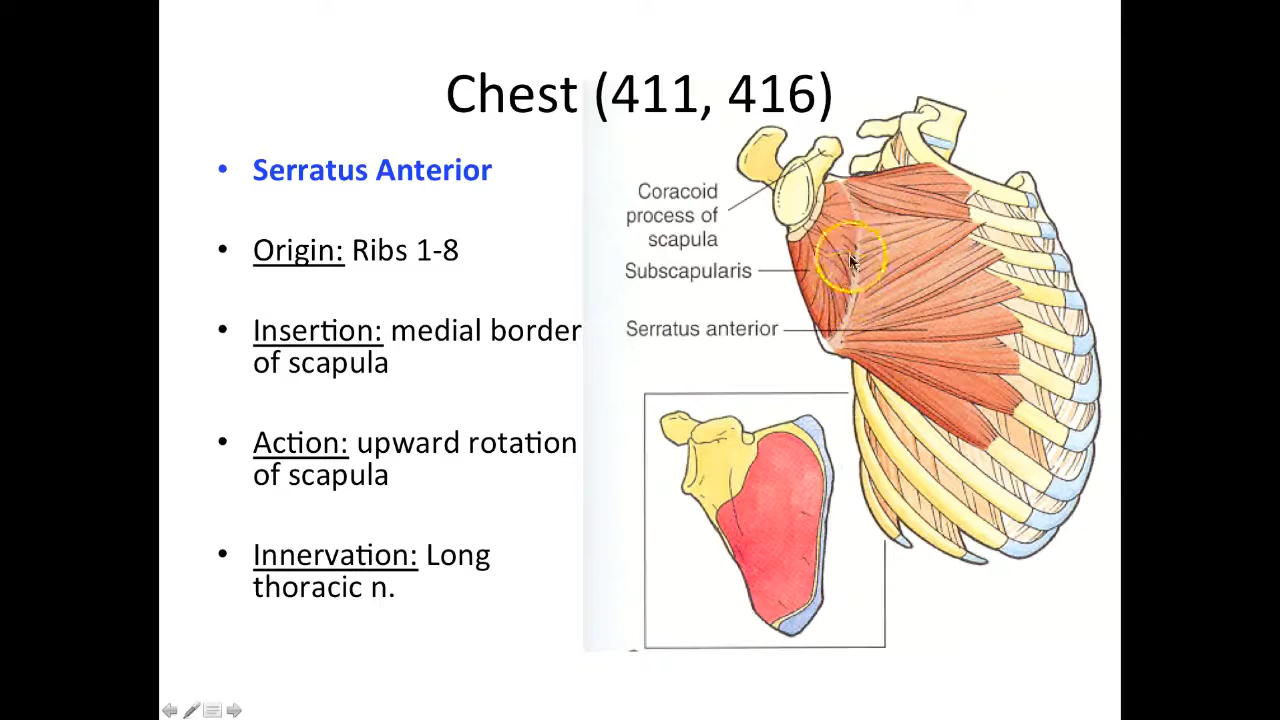 Chest (411, 416)
• Serratus Anterior
• Origin: Ribs 1-8
• Insertion: medial border
of scapula
• Action: upward rotation
of scapula
• Innervation: Long
thoracic n.
Coracoid
process of
scapula
Subscapularis
Serratus anterior